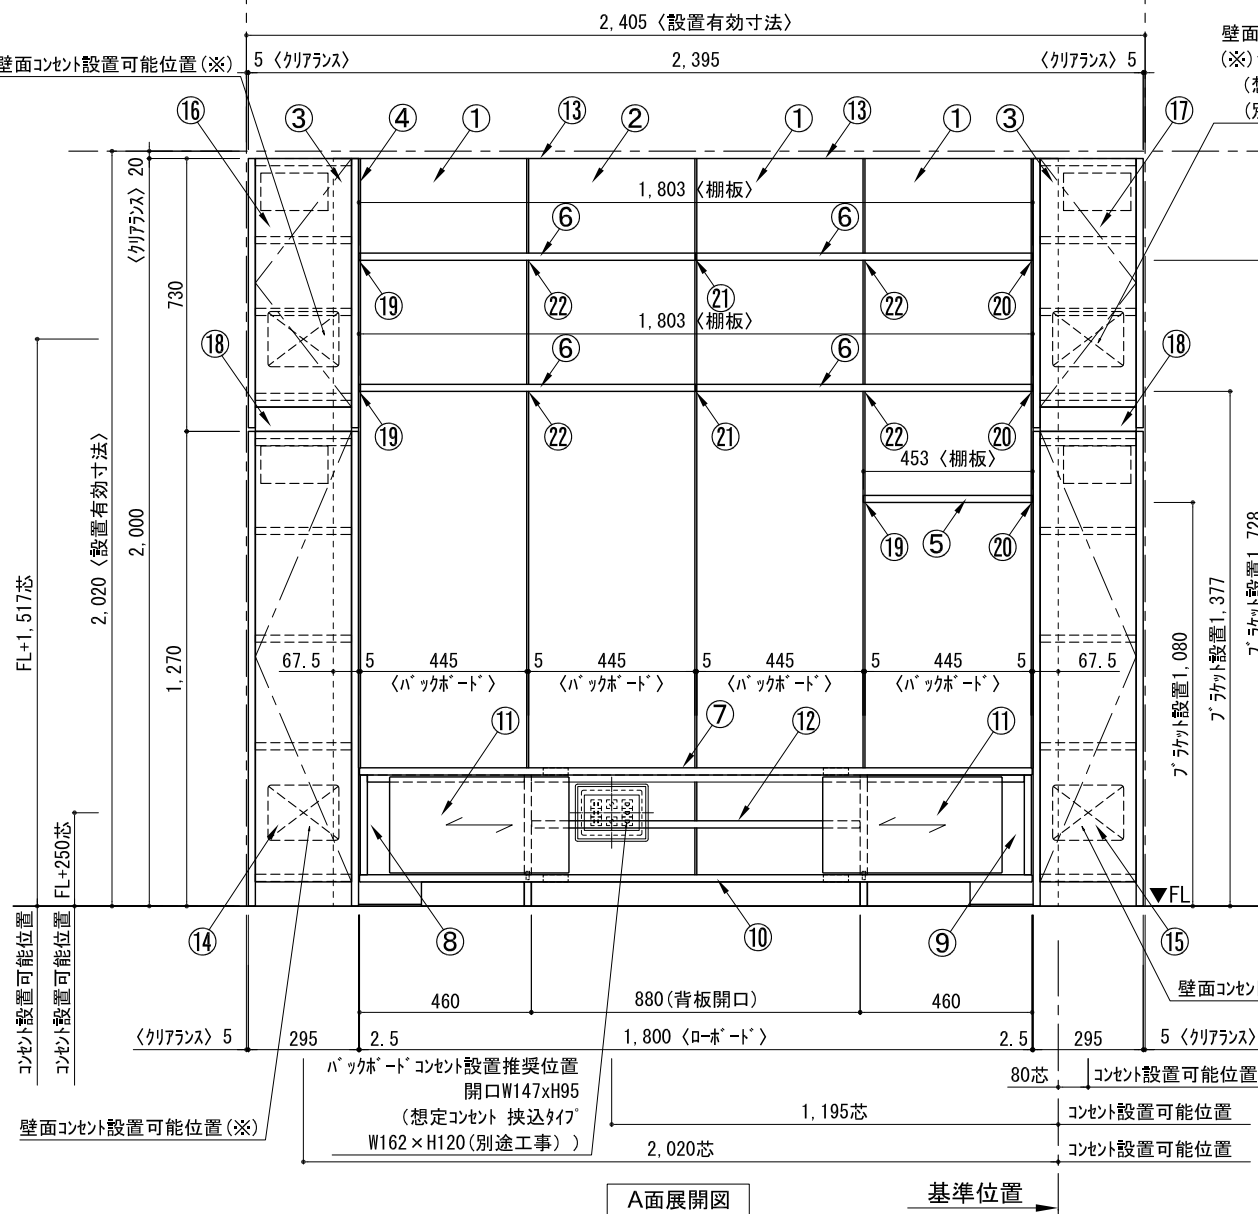 2,405〈設置有効寸法〉
壁面コンセント設置可能位置(※)
5〈クリアランス〉
2,395
〈クリアランス〉5
壁面
(※)
⑯
③
④
①
⑬
②
①
⑬
①
③
⑰
〈クリアランス〉20
1,803〈棚板〉
⑥
⑥
730
⑲
㉒
㉑
㉒
⑳
1,803〈棚板〉
⑱
⑥
⑥
⑱
⑲
㉒
㉑
㉒
⑳
453〈棚板〉
⑲
⑤
⑳
FL+1,517芯
2,020〈設置有効寸法〉
2,000
1,270
ブラケット設置1,080
ブラケット設置1,377
ブラケット設置1,728
67.5
5
445
5
445
5
445
5
445
5
67.5
〈バックボード〉
〈バックボード〉
〈バックボード〉
〈バックボード〉
⑪
⑦
⑫
⑪
FL+250芯
▼FL
⑭
⑧
⑩
⑨
⑮
コンセント設置可能位置
コンセント設置可能位置
壁面コンセン
460
880(背板開口)
460
〈クリアランス〉5
295
2.5
1,800〈ローボード〉
2.5
295
5〈クリアランス〉
バックボードコンセント設置推奨位置
開口W147xH95
(想定コンセント 挟込タイプ
W162×H120(別途工事))
80芯
コンセント設置可能位置
1,195芯
コンセント設置可能位置
壁面コンセント設置可能位置(※)
2,020芯
コンセント設置可能位置
A面展開図
基準位置